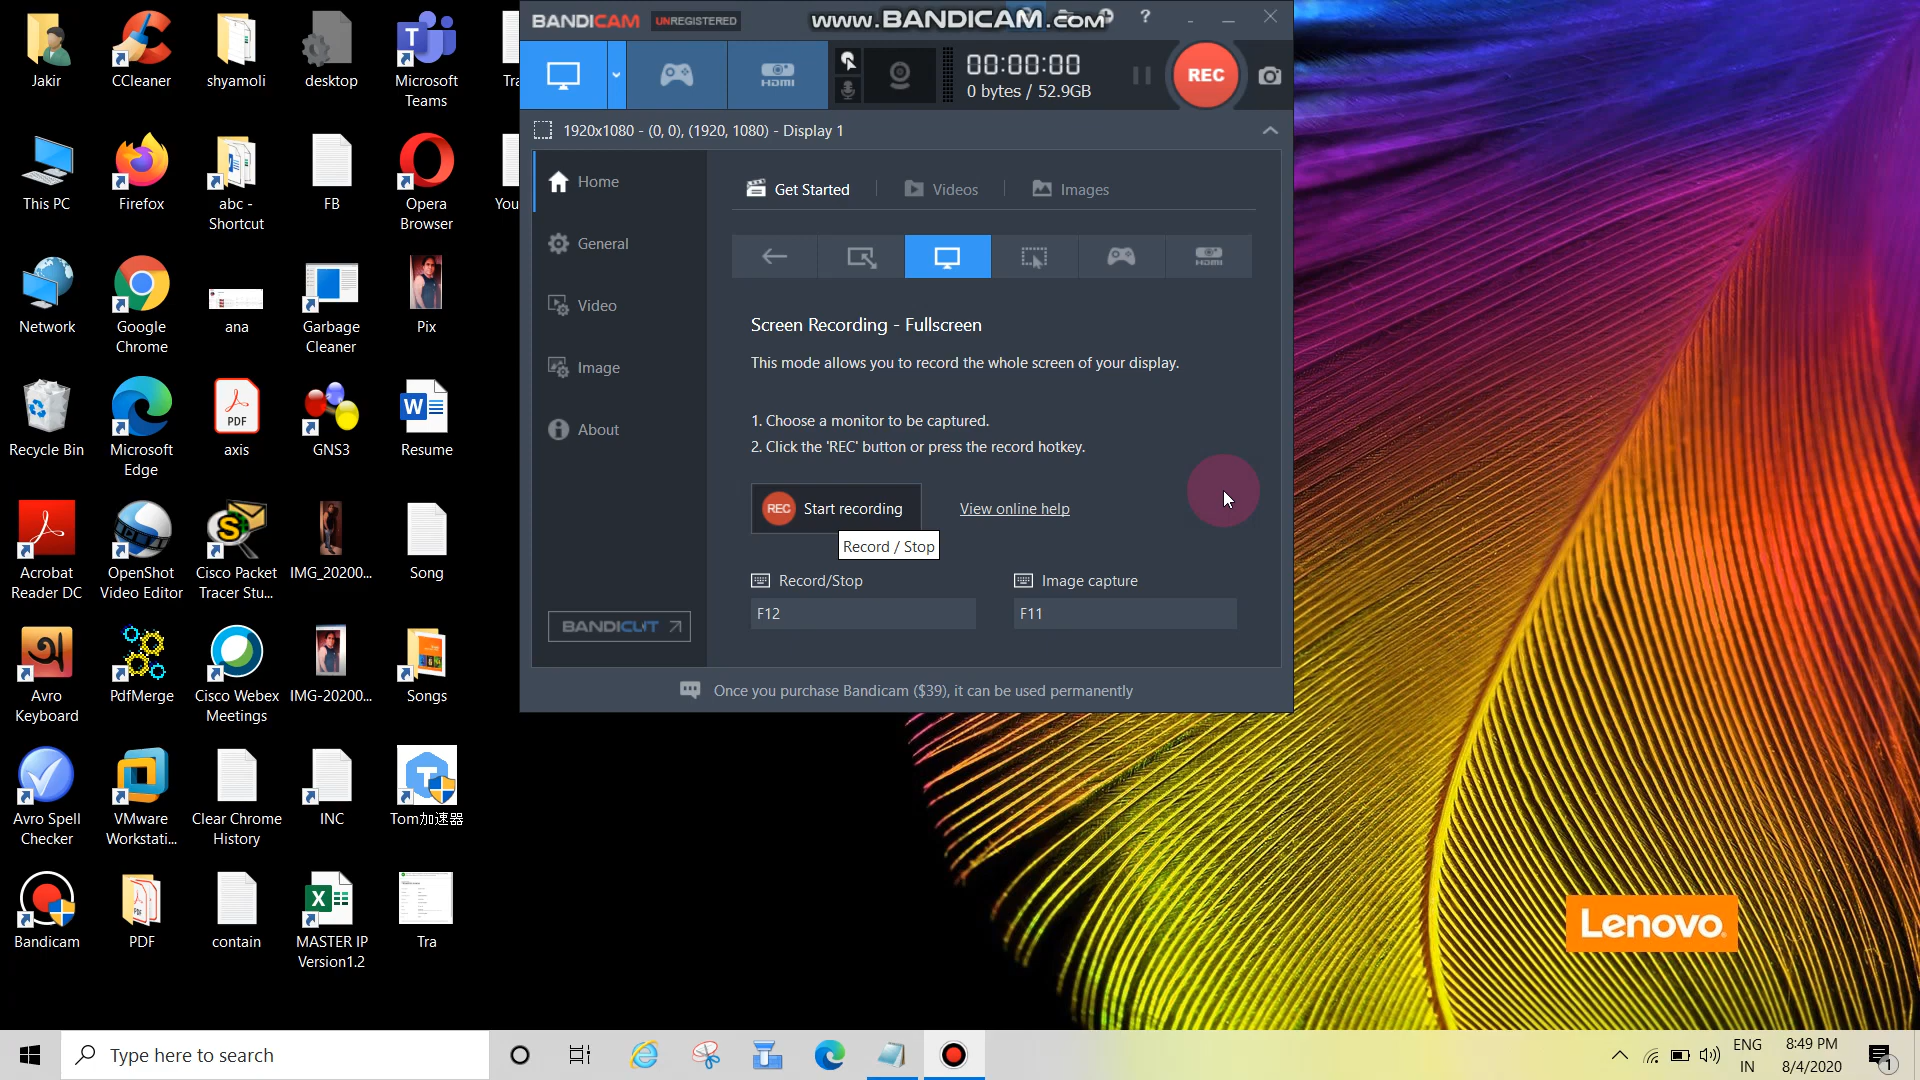 Jakir
CCleaner
shyamoli
desktop
Microsoft
Teams
Tra
This PC
Firefox
abc -
Shortcut
FB
Opera
Browser
You
Network
Google
Chrome
ana
Garbage
Cleaner
Pix
Recycle Bin
Microsoft
Edge
PDF
axis
GNS3
Resume
Acrobat
Reader DC
OpenShot
Video Editor
Cisco Packet
Tracer Stu...
IMG_20200...
Song
Avro
Keyboard
PdfMerge
Cisco Webex
Meetings
IMG-20200...
Songs
Avro Spell
Checker
VMware
Workstati...
Clear Chrome
History
INC
Tom加速器
Bandicam
PDF
contain
MASTER IP
Version1.2
Tra
BANDICAM UNREGISTERED
www.BANDICAM.com
?
HDMI
00:00:00
0 bytes / 52.9GB
REC
1920x1080 - (0, 0), (1920, 1080) - Display 1
Home
General
Video
Image
About
BANDICUT
Get Started
Videos
Images
HDMI
Screen Recording - Fullscreen
This mode allows you to record the whole screen of your display.
1. Choose a monitor to be captured.
2. Click the 'REC' button or press the record hotkey.
REC Start recording
View online help
Record / Stop
Record/Stop
Image capture
F12
F11
Once you purchase Bandicam ($39), it can be used permanently
Lenovo
Type here to search
ENG
IN
8:49 PM
8/4/2020
1